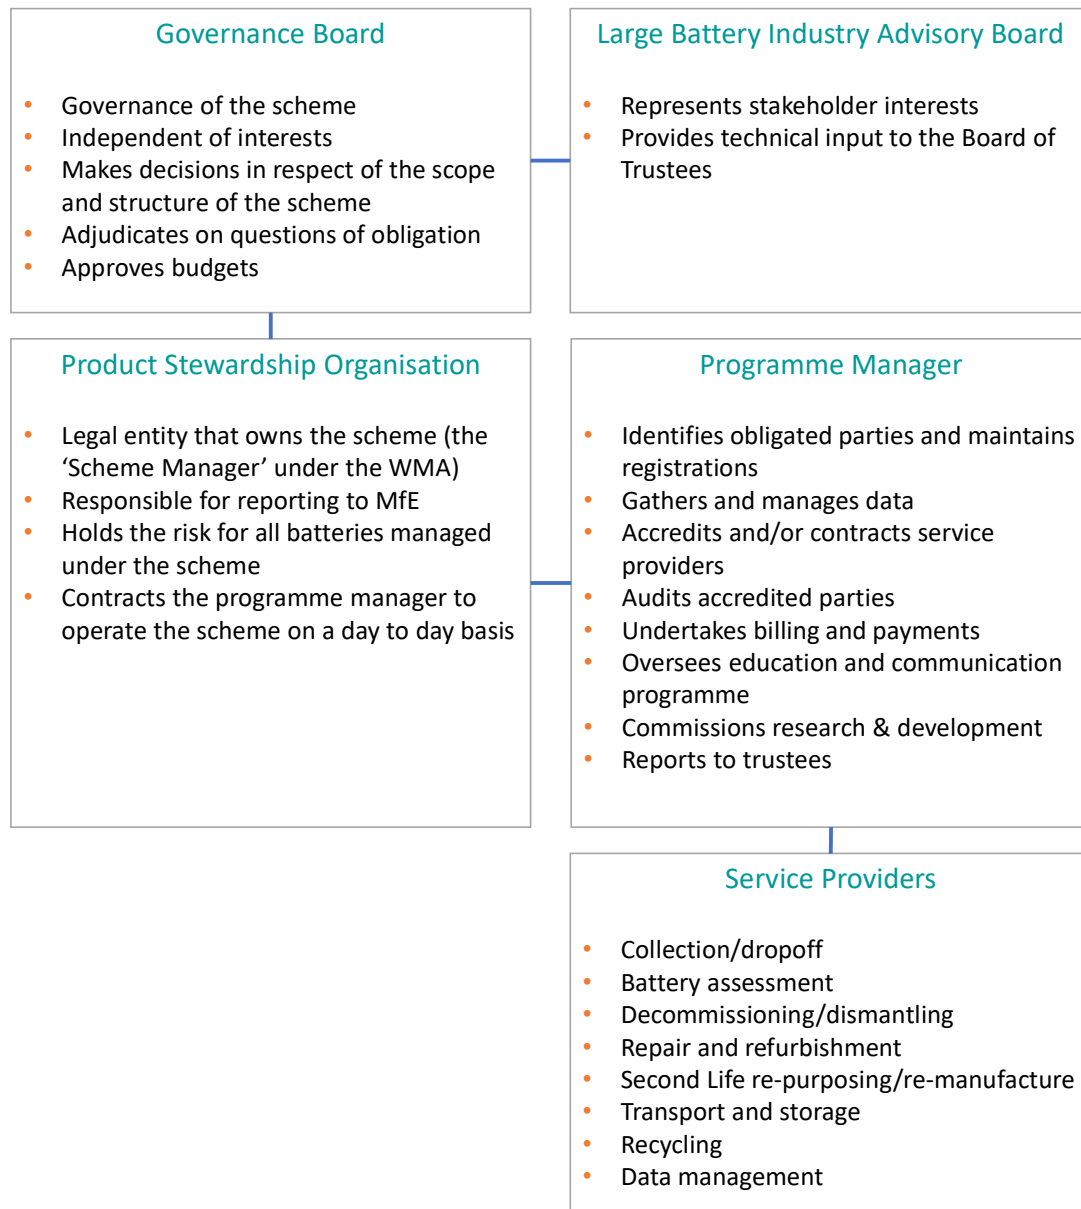 Governance Board
• Governance of the scheme
• Independent of interests
• Makes decisions in respect of the scope
and structure of the scheme
• Adjudicates on questions of obligation
• Approves budgets
Large Battery Industry Advisory Board
• Represents stakeholder interests
• Provides technical input to the Board of
Trustees
Product Stewardship Organisation
• Legal entity that owns the scheme (the
‘Scheme Manager’ under the WMA)
• Responsible for reporting to MfE
• Holds the risk for all batteries managed
under the scheme
• Contracts the programme manager to
operate the scheme on a day to day basis
Programme Manager
• Identifies obligated parties and maintains
registrations
• Gathers and manages data
• Accredits and/or contracts service
providers
• Audits accredited parties
• Undertakes billing and payments
• Oversees education and communication
programme
• Commissions research & development
• Reports to trustees
Service Providers
• Collection/dropoff
• Battery assessment
• Decommissioning/dismantling
• Repair and refurbishment
• Second Life re-purposing/re-manufacture
• Transport and storage
• Recycling
• Data management